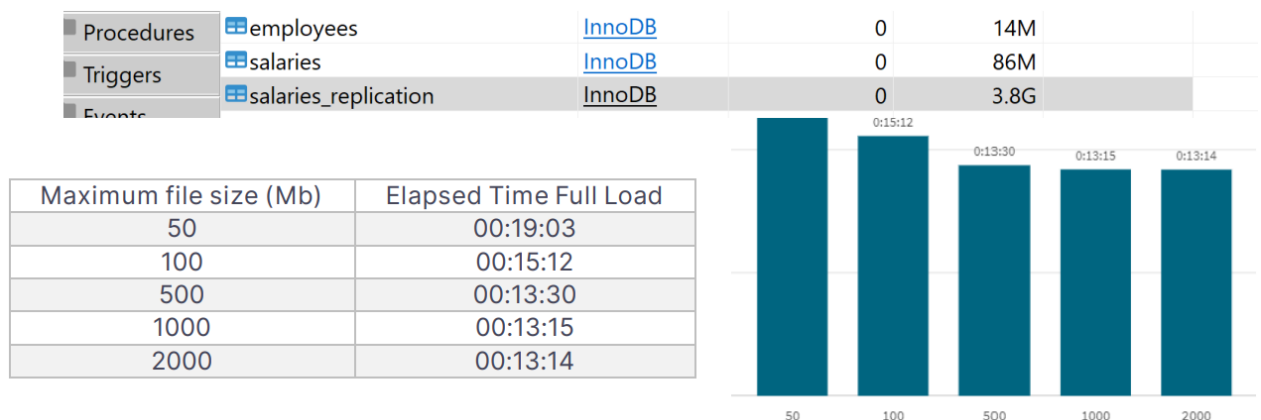 Procedures
Triggers
Events
employees InnoDB 0 14M
salaries InnoDB 0 86M
salaries_replication InnoDB 0 3.8G
Maximum file size (Mb) Elapsed Time Full Load
50 00:19:03
100 00:15:12
500 00:13:30
1000 00:13:15
2000 00:13:14
0:15:12
0:13:30
0:13:15
0:13:14
50 100 500 1000 2000